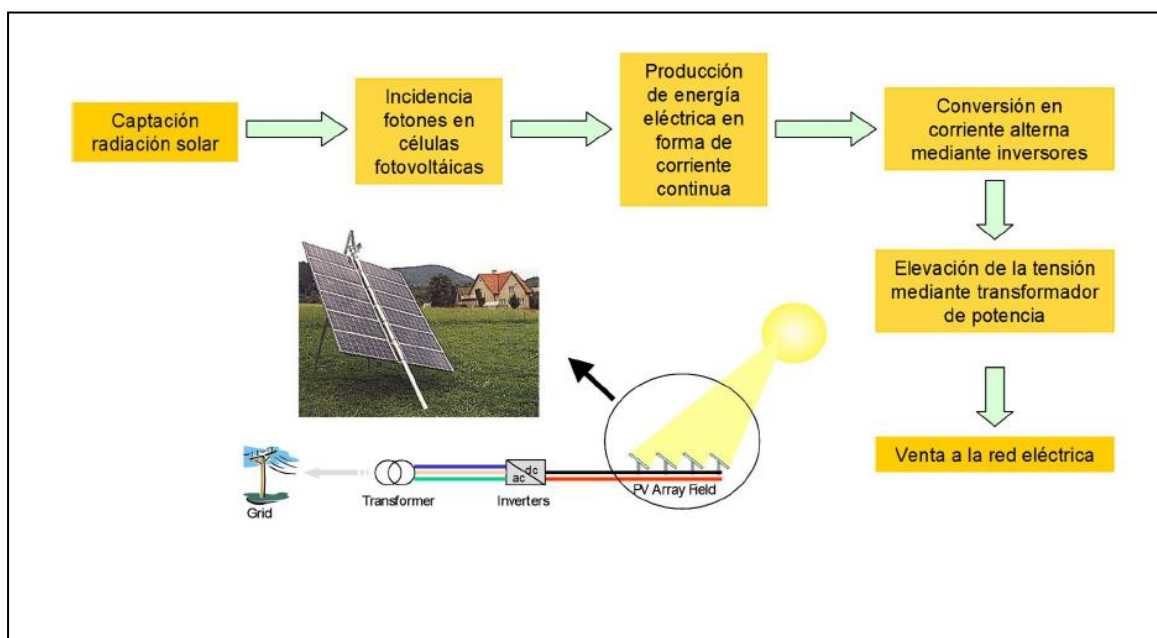 Captación
radiación solar
Incidencia
fotones en
células
fotovoltáicas
Producción
de energía
eléctrica en
forma de
corriente
continua
Conversión en
corriente alterna
mediante inversores
Elevación de la tensión
mediante transformador
de potencia
Venta a la red eléctrica
Grid
Transformer
ac
dc
Inverters
PV Array Field